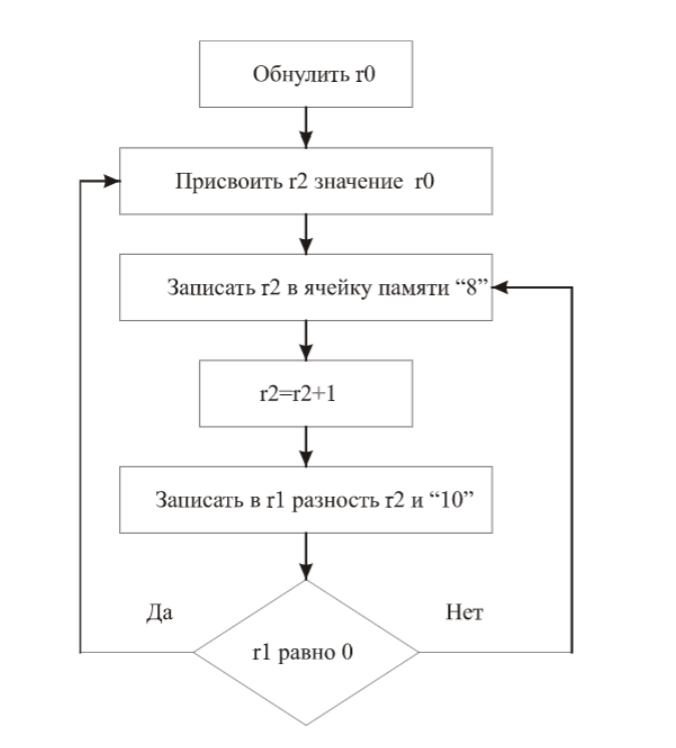 Обнулить r0
Присвоить r2 значение r0
Записать r2 в ячейку памяти “8”
r2=r2+1
Записать в r1 разность r2 и “10”
Да
Нет
r1 равно 0